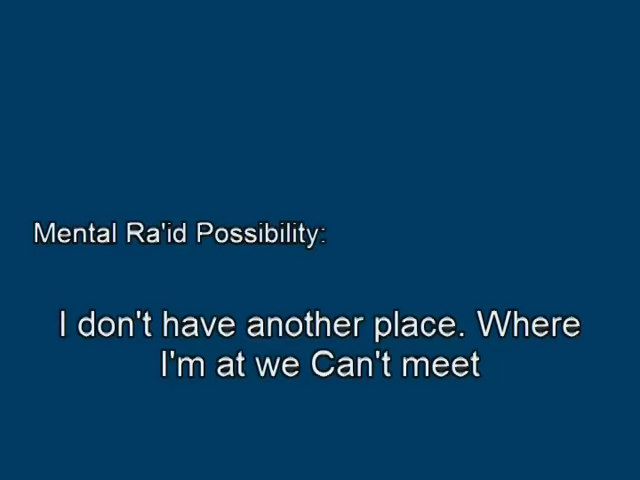 Mental Ra'id Possibility:
I don't have another place. Where
I'm at we Can't meet